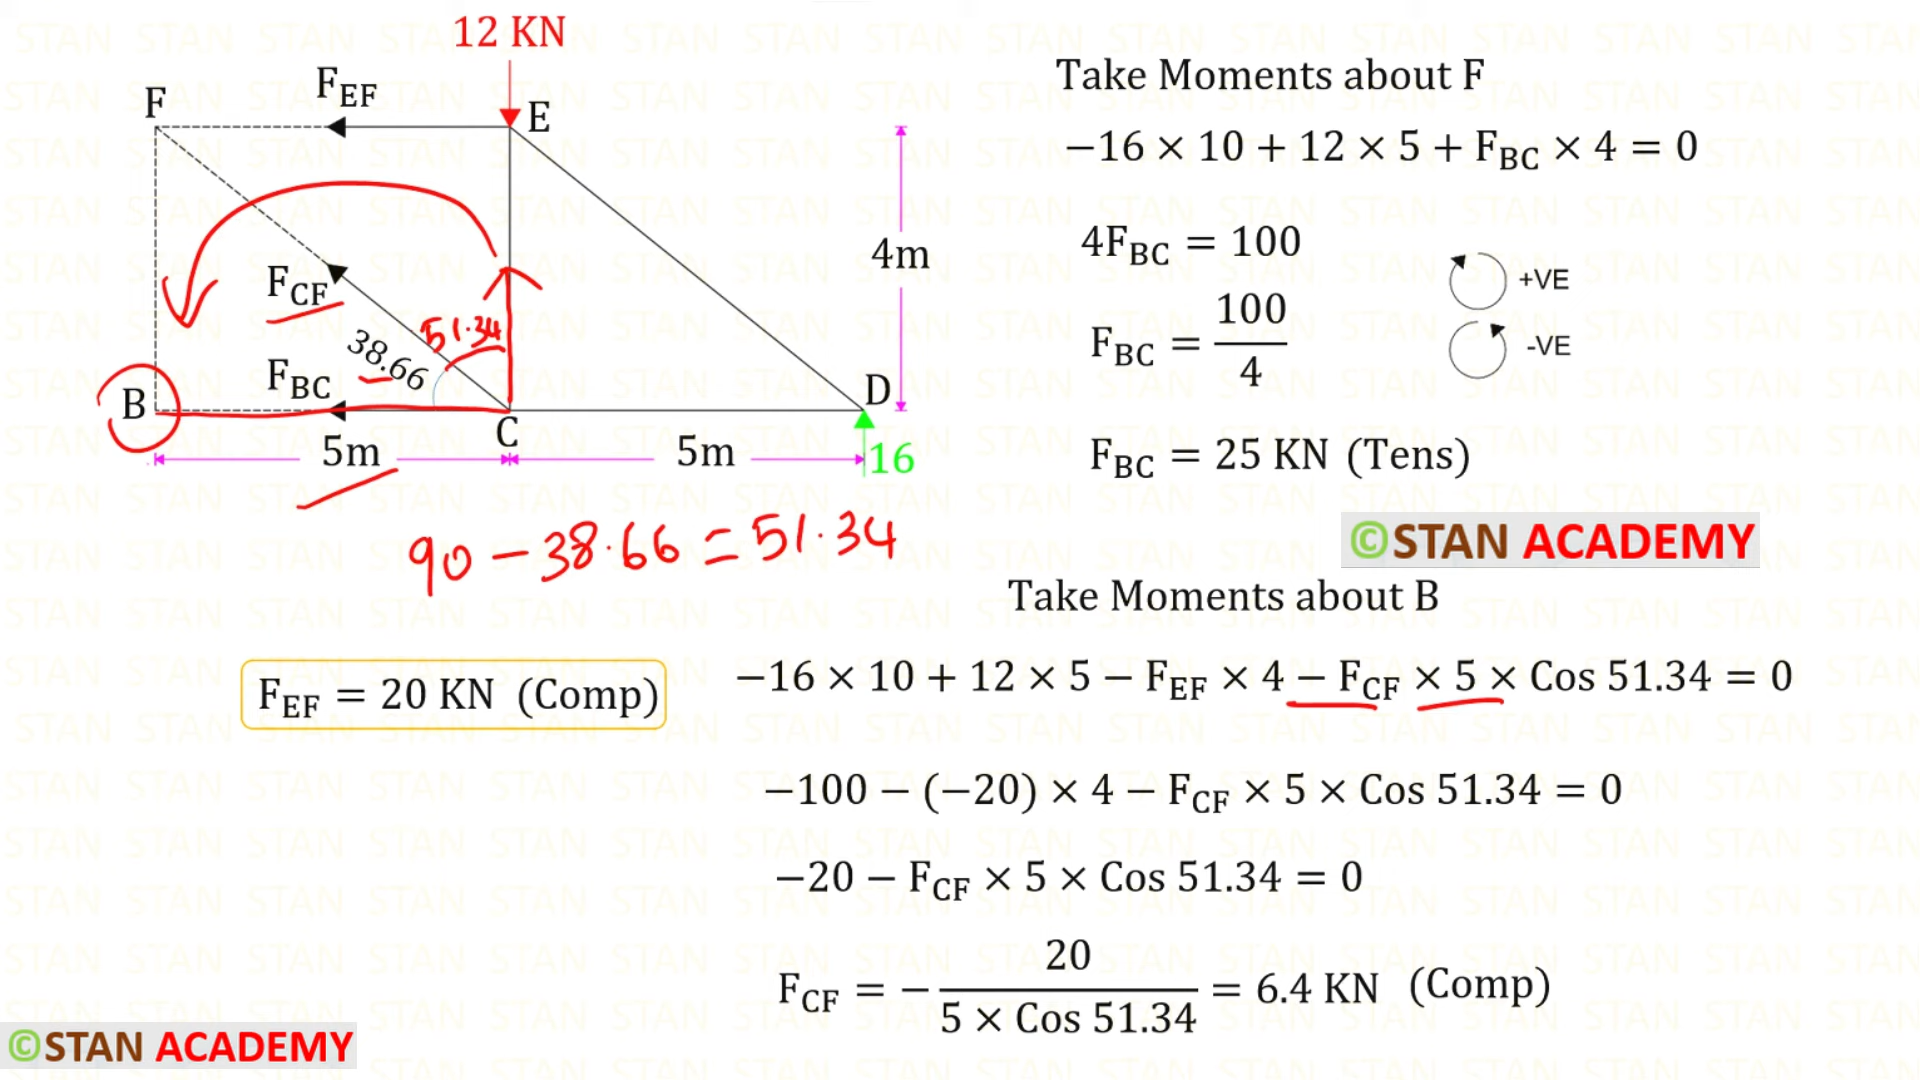 12 KN
F
F_EF
E
Take Moments about F
−16 × 10 + 12 × 5 + F_BC × 4 = 0
4F_BC = 100
4m
F_CF
51.34
38.66
F_BC
F_BC = 100/4
+VE
-VE
B
C
D
5m
5m
16
F_BC = 25 KN (Tens)
90 − 38.66 = 51.34
©STAN ACADEMY
Take Moments about B
F_EF = 20 KN (Comp)
−16 × 10 + 12 × 5 − F_EF × 4 − F_CF × 5 × Cos 51.34 = 0
−100 − (−20) × 4 − F_CF × 5 × Cos 51.34 = 0
−20 − F_CF × 5 × Cos 51.34 = 0
F_CF = − 20/(5 × Cos 51.34) = 6.4 KN (Comp)
©STAN ACADEMY